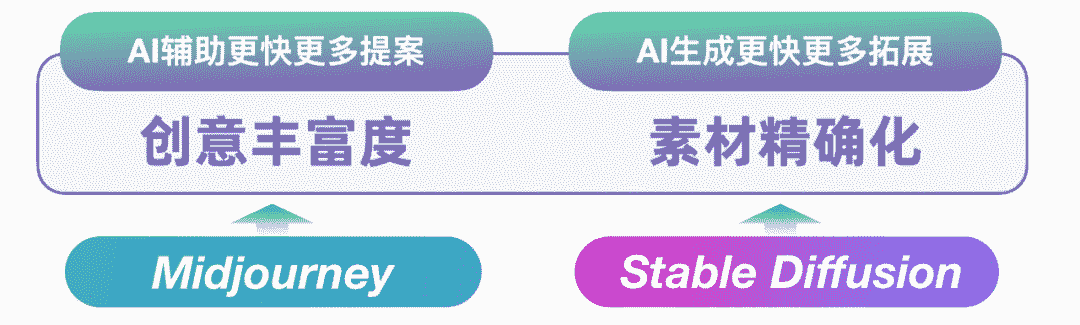 AI辅助更快更多提案
AI生成更快更多拓展
创意丰富度
素材精确化
Midjourney
Stable Diffusion